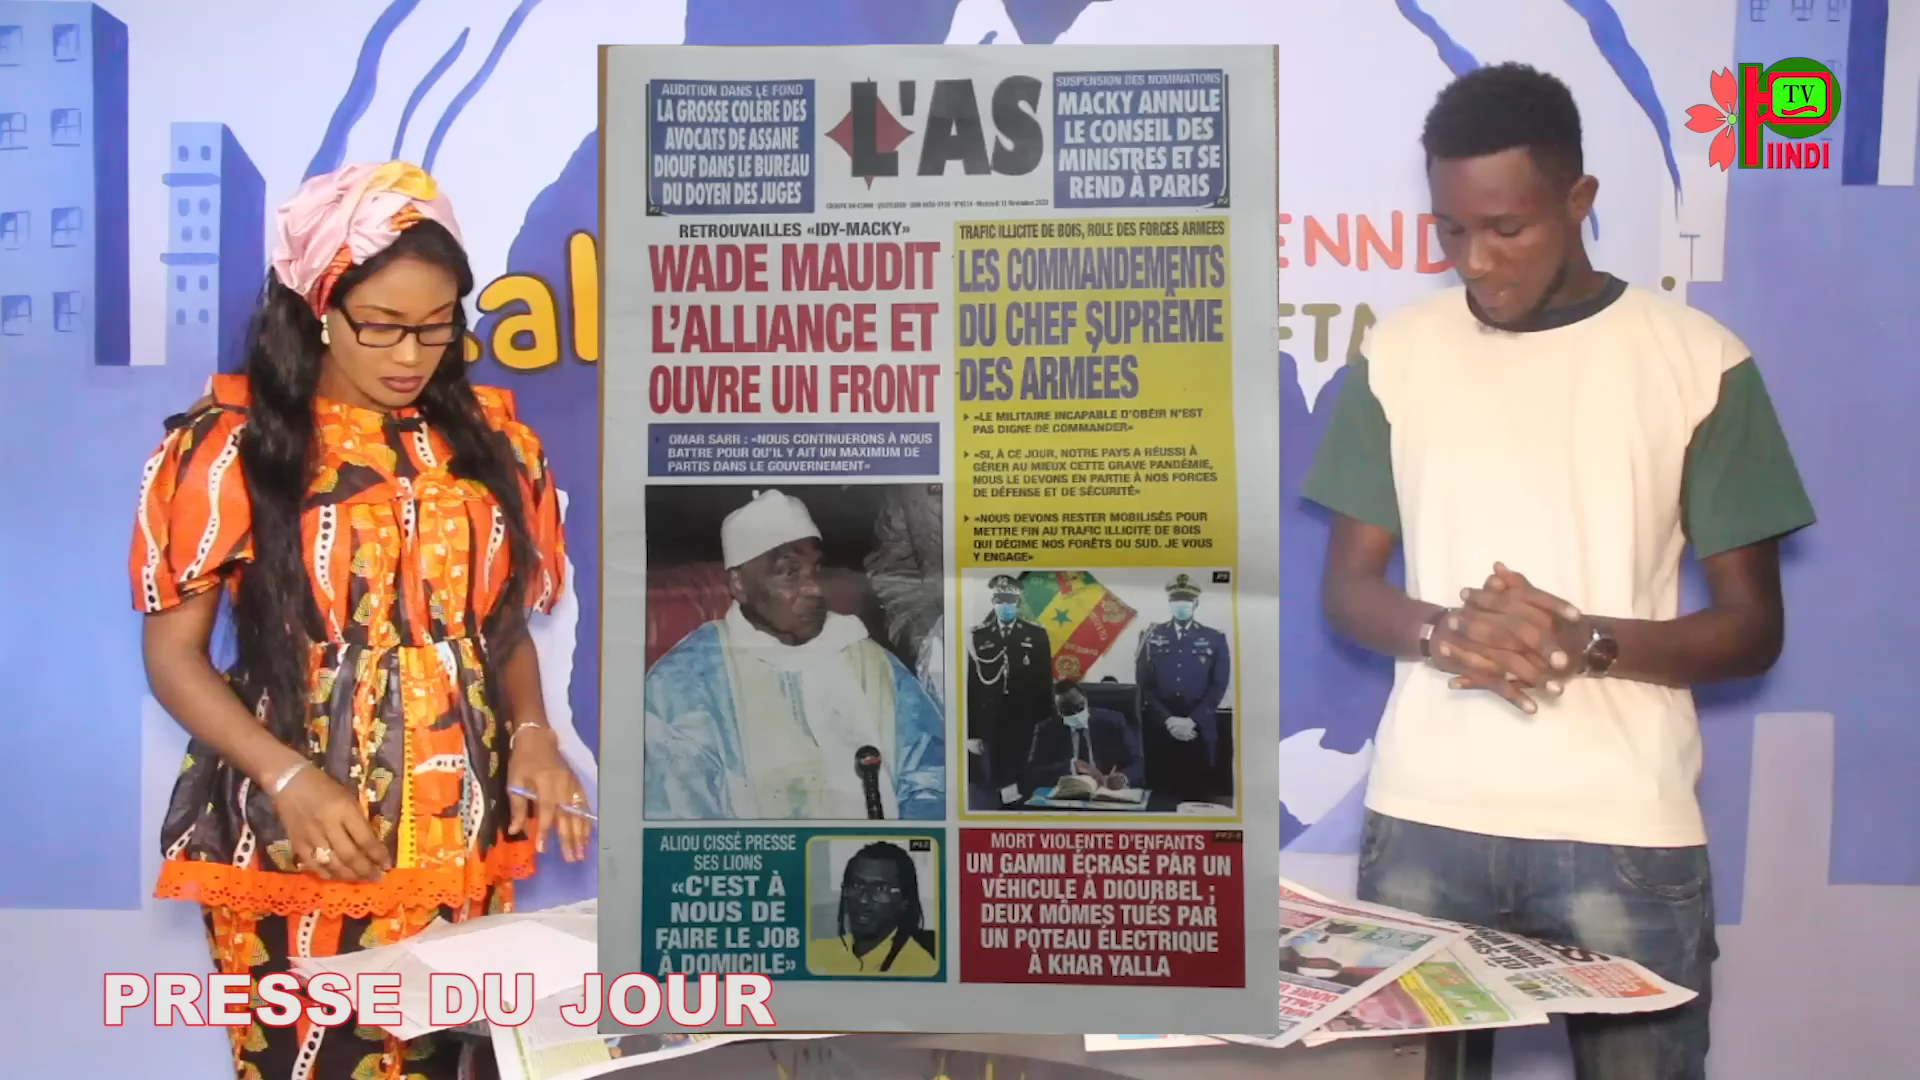 AUDITION DANS LE FOND
LA GROSSE COLÈRE DES
AVOCATS DE ASSANE
DIOUF DANS LE BUREAU
DU DOYEN DES JUGES
L'AS
SUSPENSION DES NOMINATIONS
MACKY ANNULE
LE CONSEIL DES
MINISTRES ET SE
REND À PARIS
TV
PIINDI
RETROUVAILLES «IDY-MACKY»
WADE MAUDIT
L'ALLIANCE ET
OUVRE UN FRONT
OMAR SARR : «NOUS CONTINUERONS À NOUS
BATTRE POUR QU'IL Y AIT UN MAXIMUM DE
PARTIS DANS LE GOUVERNEMENT»
TRAFIC ILLICITE DE BOIS, ROLE DES FORCES ARMEES
LES COMMANDEMENTS
DU CHEF SUPRÊME
DES ARMÉES
«LE MILITAIRE INCAPABLE D'OBÉIR N'EST
PAS DIGNE DE COMMANDER»
«SI, À CE JOUR, NOTRE PAYS A RÉUSSI À
GÉRER AU MIEUX CETTE GRAVE PANDÉMIE,
NOUS LE DEVONS EN PARTIE À NOS FORCES
DE DÉFENSE ET DE SÉCURITÉ»
«NOUS DEVONS RESTER MOBILISÉS POUR
METTRE FIN AU TRAFIC ILLICITE DE BOIS
QUI DÉCIME NOS FORÊTS DU SUD. JE VOUS
Y ENGAGE»
ALIOU CISSÉ PRESSE
SES LIONS
«C'EST À
NOUS DE
FAIRE LE JOB
À DOMICILE»
MORT VIOLENTE D'ENFANTS
UN GAMIN ÉCRASÉ PAR UN
VÉHICULE À DIOURBEL ;
DEUX MÔMES TUÉS PAR
UN POTEAU ÉLECTRIQUE
À KHAR YALLA
PRESSE DU JOUR